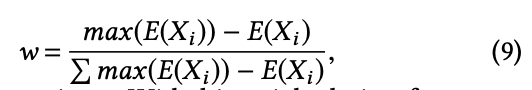 w = max(E(X_i)) − E(X_i) / ∑ max(E(X_i)) − E(X_i) , (9)